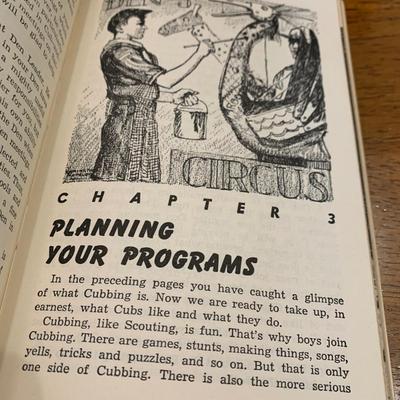 CIRCUS
CHAPTER 3
PLANNING
YOUR PROGRAMS
In the preceding pages you have caught a glimpse
of what Cubbing is. Now we are ready to take up, in
earnest, what Cubs like and what they do.
Cubbing, like Scouting, is fun. That's why boys join
Cubbing. There are games, stunts, making things, songs,
yells, tricks and puzzles, and so on. But that is only
one side of Cubbing. There is also the more serious